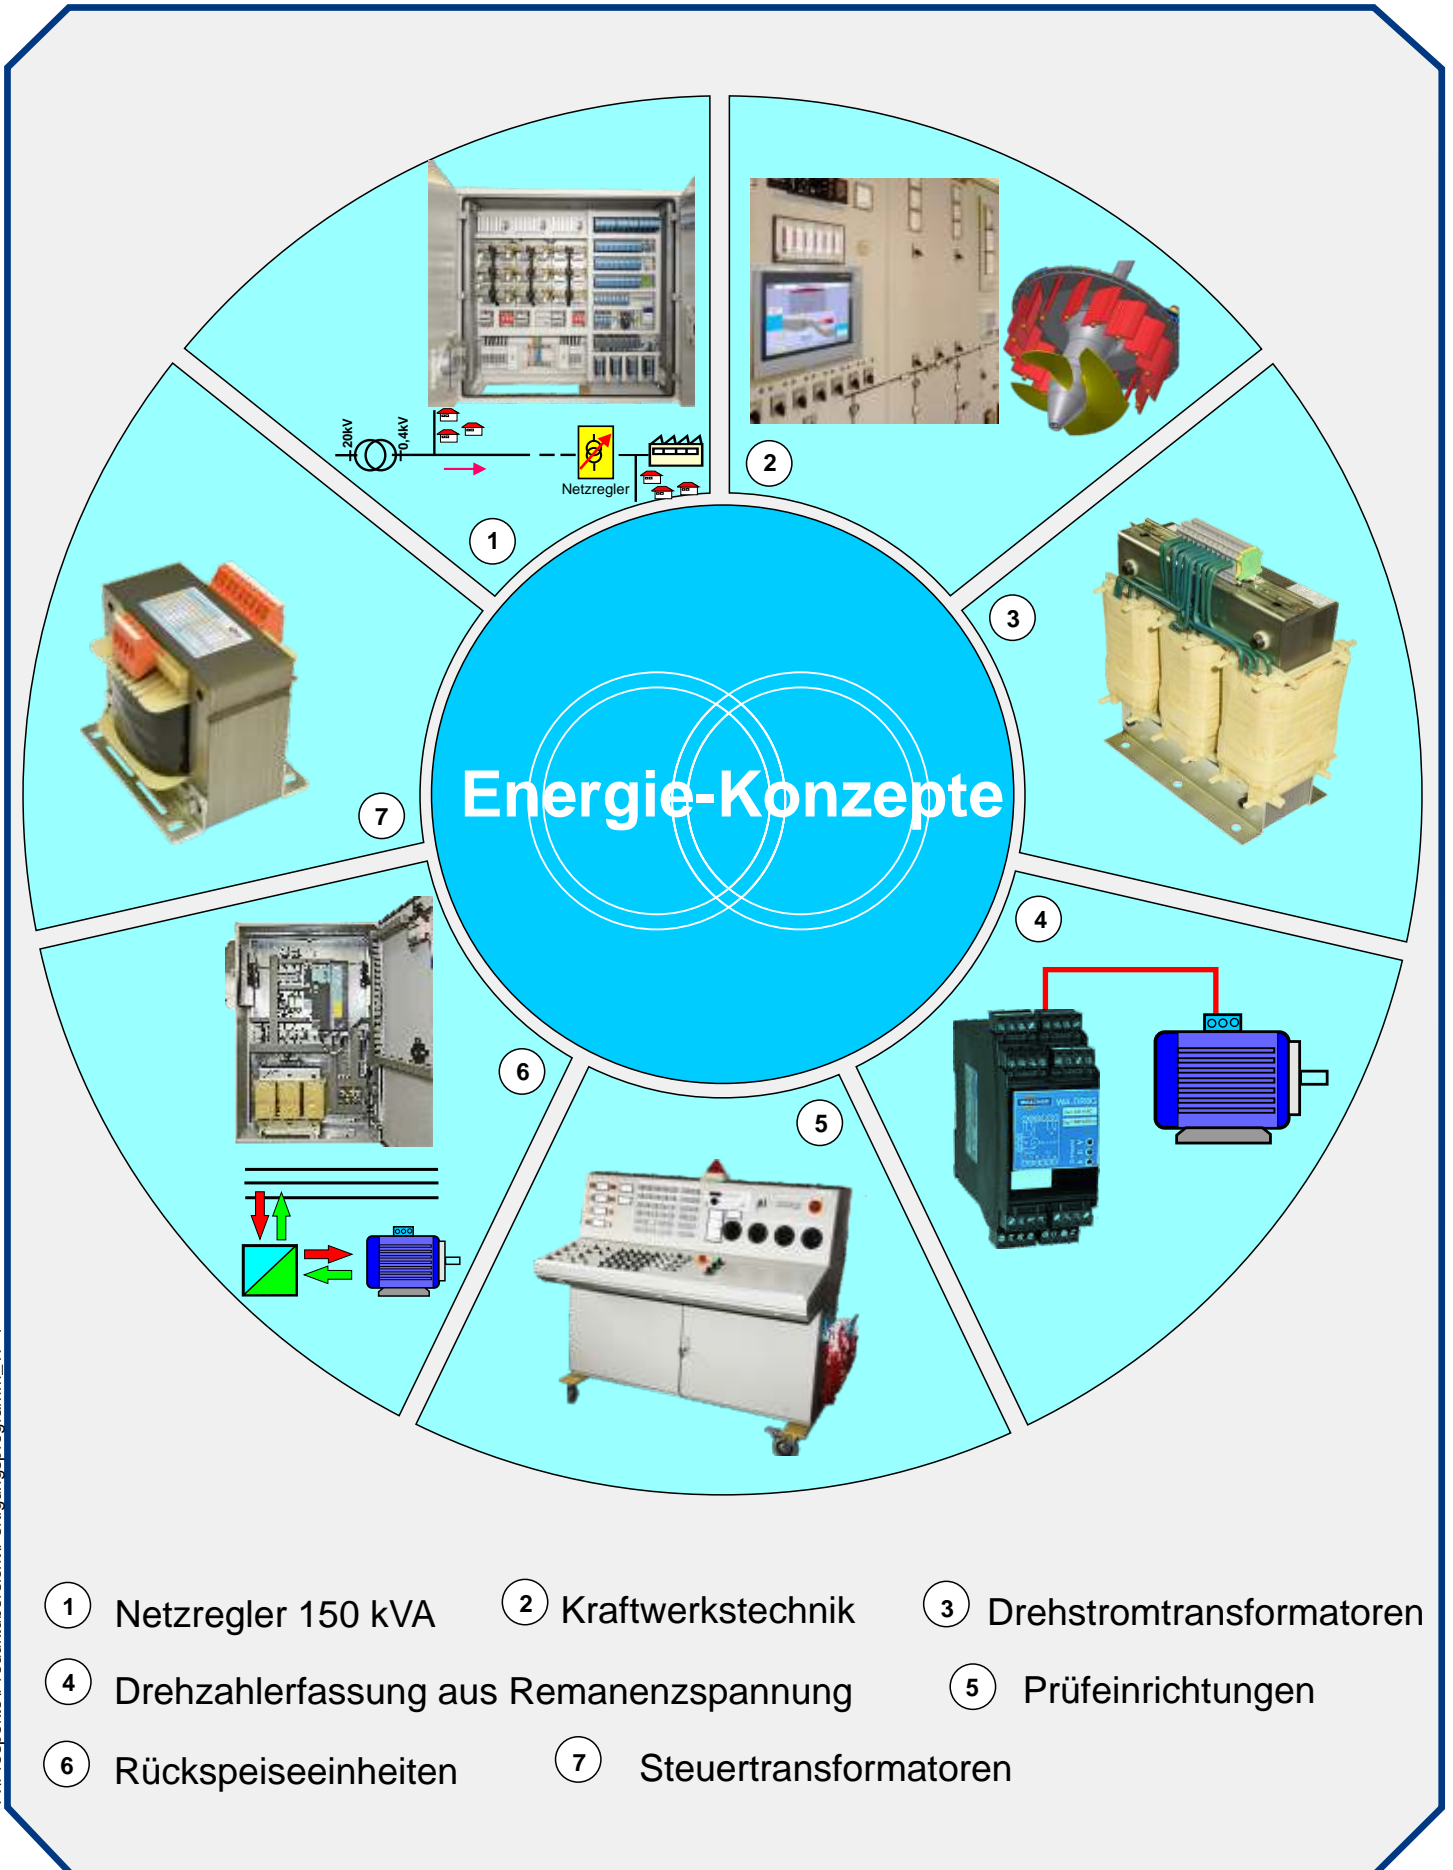 20kV
0,4kV
Netzregler
1
2
3
7
Energie-Konzepte
4
6
5
1 Netzregler 150 kVA
2 Kraftwerkstechnik
3 Drehstromtransformatoren
4 Drehzahlerfassung aus Remanenzspannung
5 Prüfeinrichtungen
6 Rückspeiseeinheiten
7 Steuertransformatoren